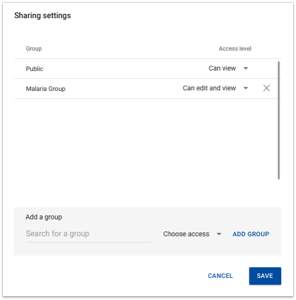 Sharing settings
Group Access level
Public Can view
Malaria Group Can edit and view
Add a group
Search for a group Choose access ADD GROUP
CANCEL SAVE